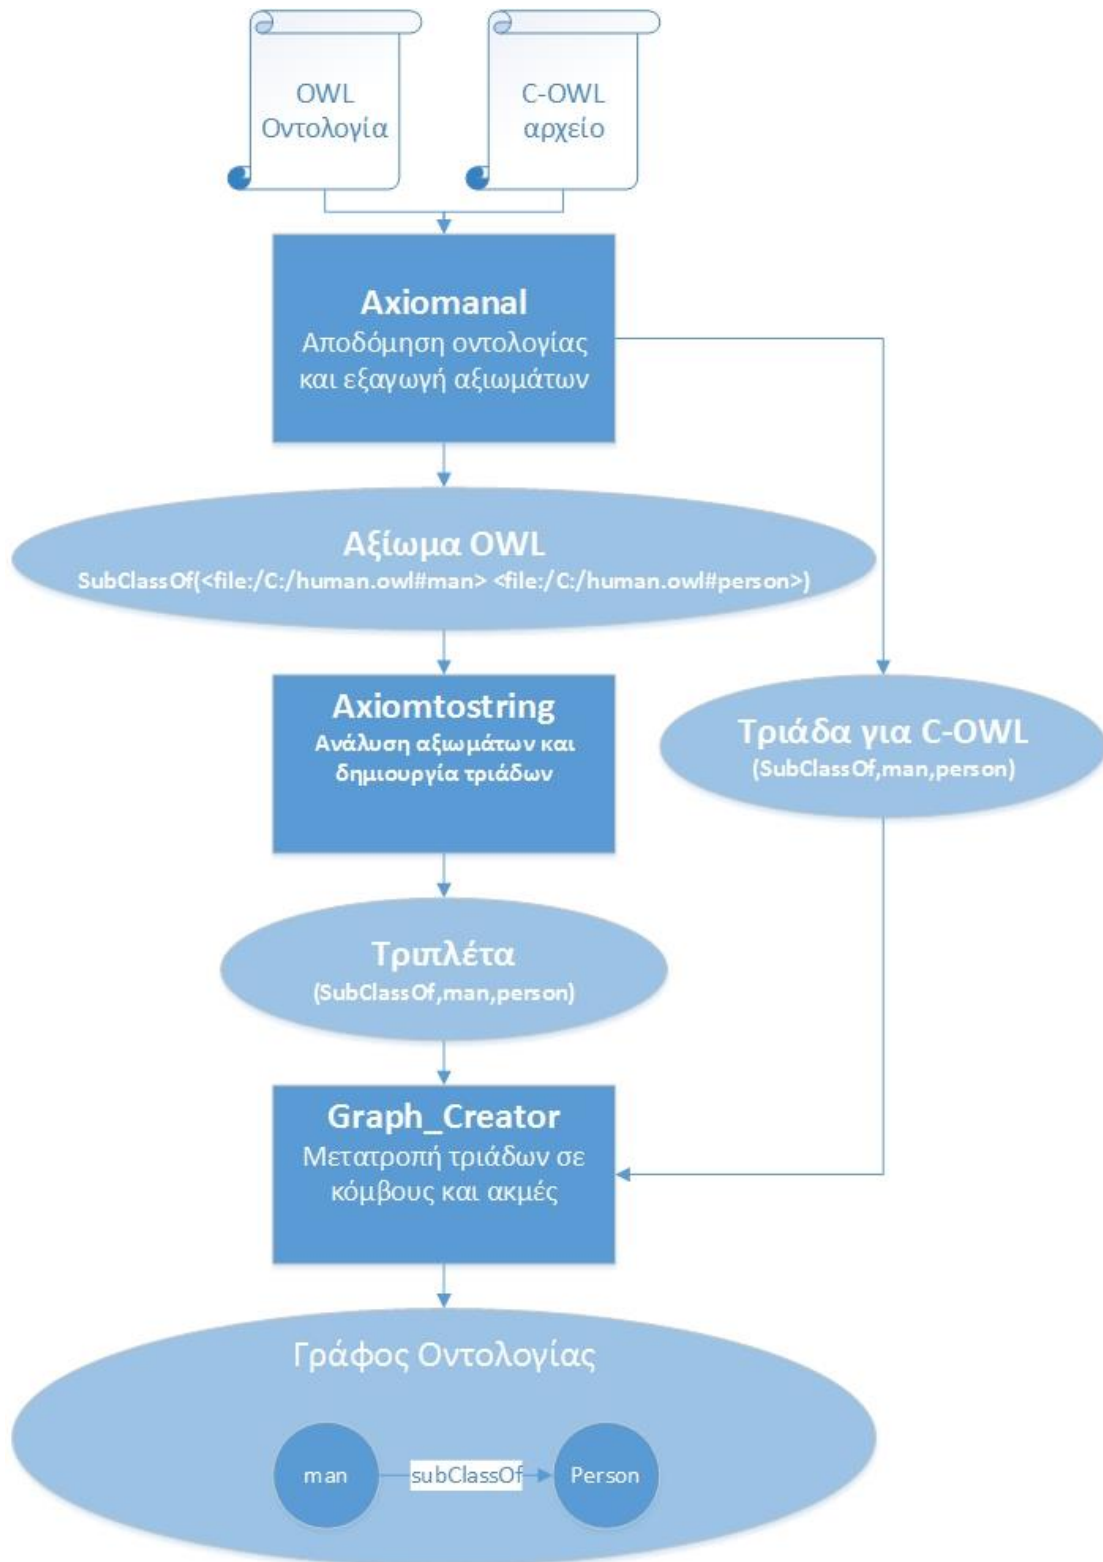 OWL
Οντολογία
C-OWL
αρχείο
Axiomanal
Αποδόμηση οντολογίας
και εξαγωγή αξιωμάτων
Αξίωμα OWL
SubClassOf(<file:/C:/human.owl#man> <file:/C:/human.owl#person>)
Axiomtostring
Ανάλυση αξιωμάτων και
δημιουργία τριάδων
Τριάδα για C-OWL
(SubClassOf,man,person)
Τριπλέτα
(SubClassOf,man,person)
Graph_Creator
Μετατροπή τριάδων σε
κόμβους και ακμές
Γράφος Οντολογίας
man
subClassOf
Person